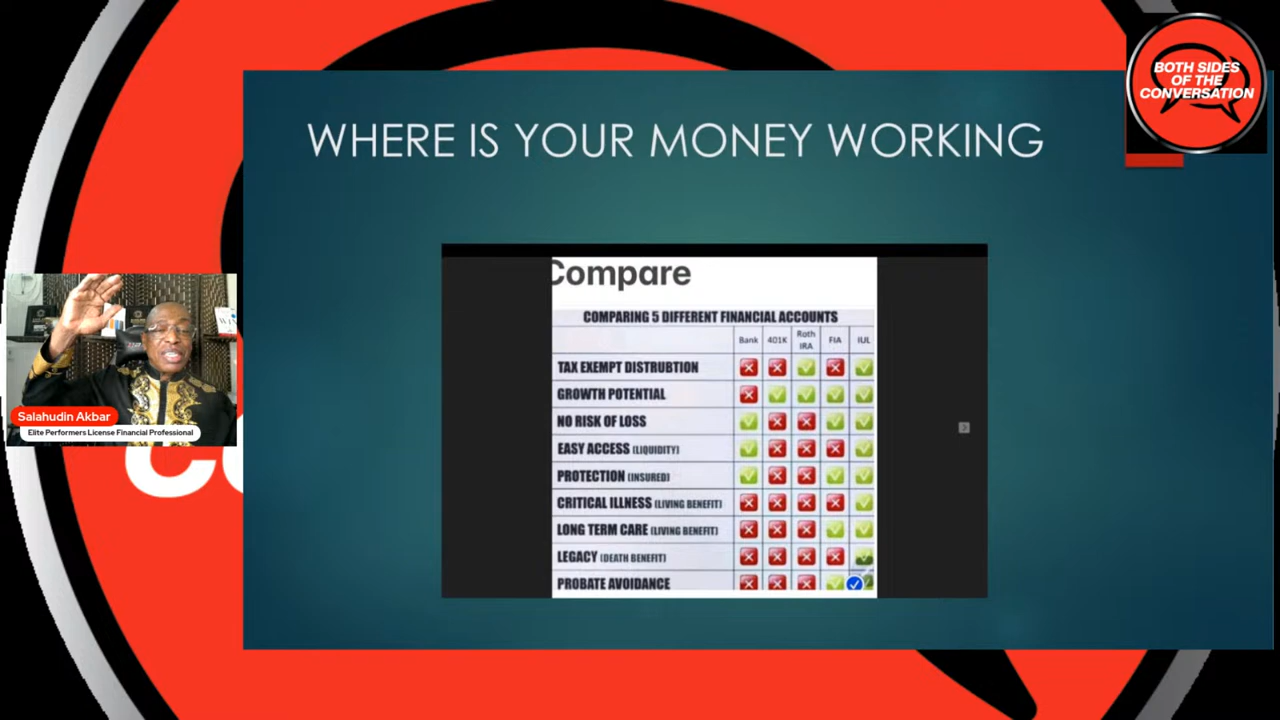 BOTH SIDES
OF THE
CONVERSATION
WHERE IS YOUR MONEY WORKING
Compare
COMPARING 5 DIFFERENT FINANCIAL ACCOUNTS
Bank 401K Roth IRA FIA IUL
TAX EXEMPT DISTRUBTION
GROWTH POTENTIAL
NO RISK OF LOSS
EASY ACCESS (LIQUIDITY)
PROTECTION (INSURED)
CRITICAL ILLNESS (LIVING BENEFIT)
LONG TERM CARE (LIVING BENEFIT)
LEGACY (DEATH BENEFIT)
PROBATE AVOIDANCE
Salahudin Akbar
Elite Performers License Financial Professional